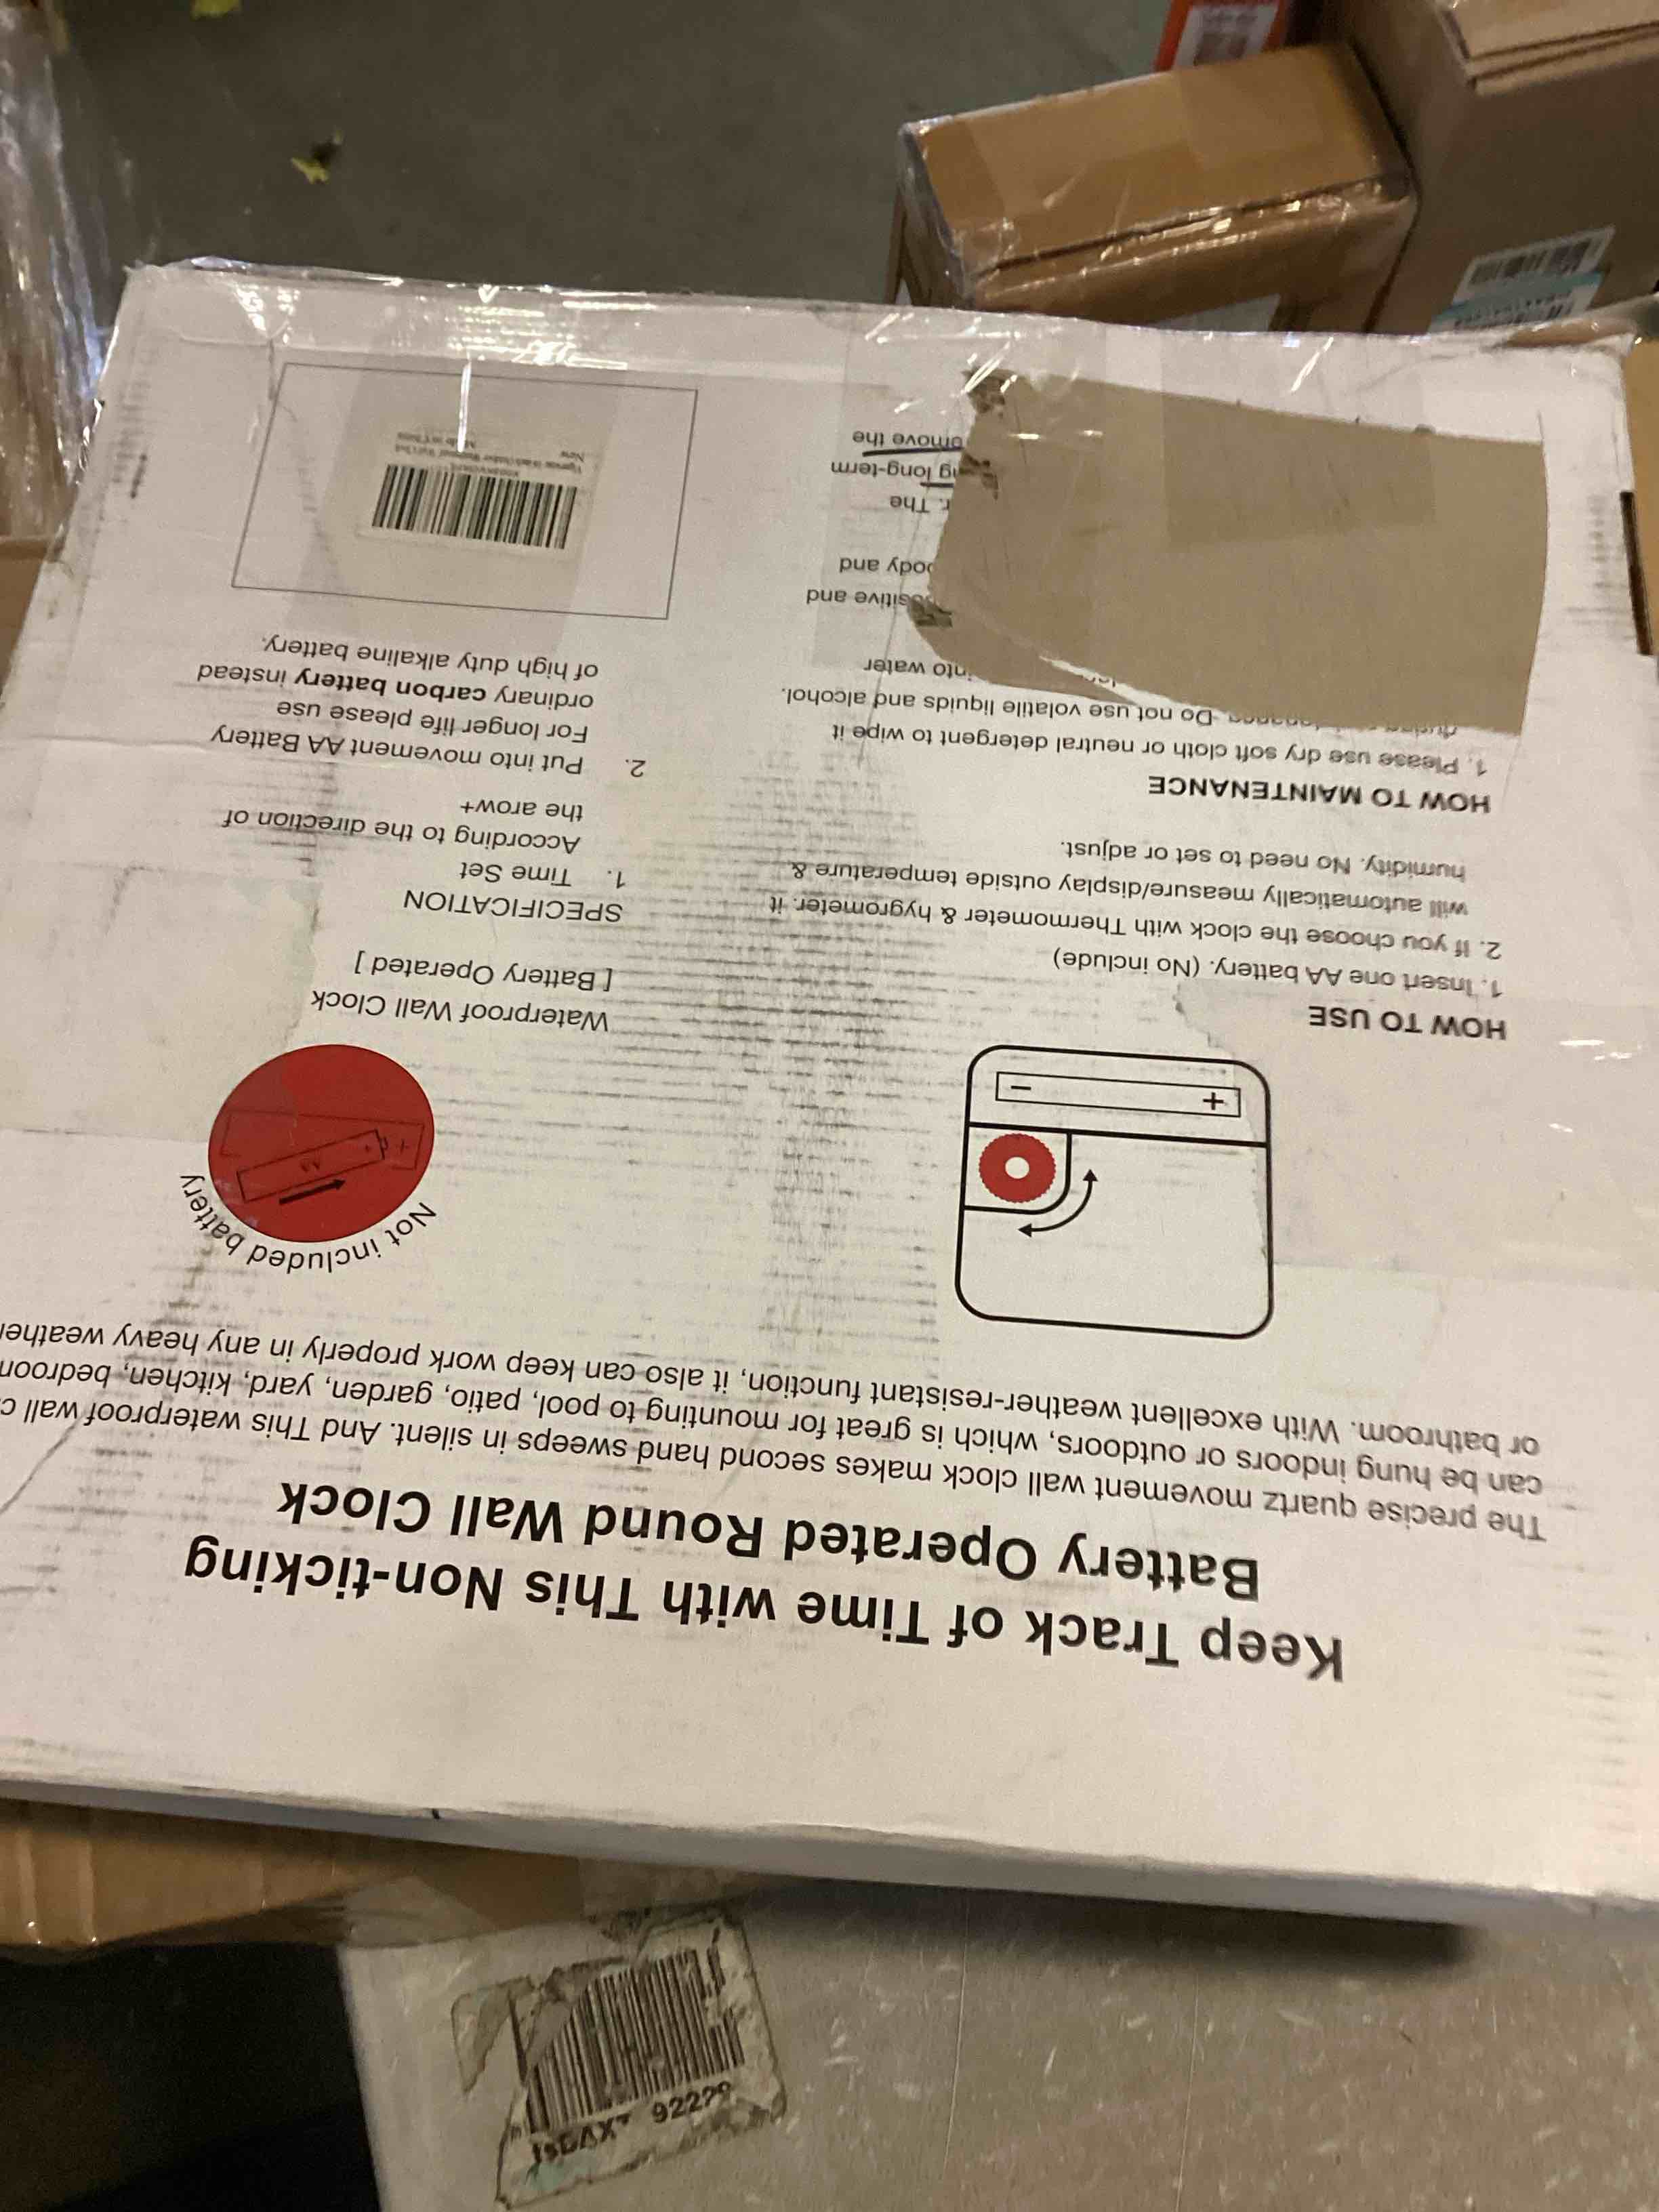 Keep Track of Time with This Non-ticking
Battery Operated Round Wall Clock
The precise quartz movement wall clock makes second hand sweeps in silent. And This waterproof wall
can be hung indoors or outdoors, which is great for mounting to pool, patio, garden, yard, kitchen,
or bathroom. With excellent weather-resistant function, it also can keep work properly in any heavy
Not included battery
AA
+
+
-
HOW TO USE
1. Insert one AA battery. (No include)
2. If you choose the clock with Thermometer & hygrometer. it
will automatically measure/display outside temperature &
humidity. No need to set or adjust.
HOW TO MAINTENANCE
1. Please use dry soft cloth or neutral detergent to wipe it
Do not use volatile liquids and alcohol.
water
and
and
The
long-term
the
Waterproof Wall Clock
[ Battery Operated ]
SPECIFICATION
1. Time Set
According to the direction of
the arow+
2. Put into movement AA Battery
For longer life please use
ordinary carbon battery instead
of high duty alkaline battery.
New
Made in China